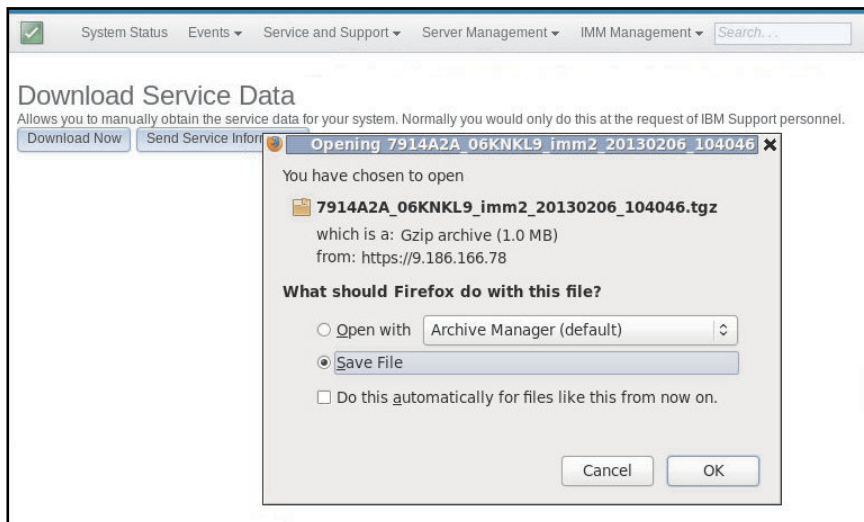 System Status Events Service and Support Server Management IMM Management Search...
Download Service Data
Allows you to manually obtain the service data for your system. Normally you would only do this at the request of IBM Support personnel.
Download Now Send Service Infor
Opening 7914A2A_06KNKL9_imm2_20130206_104046
You have chosen to open
7914A2A_06KNKL9_imm2_20130206_104046.tgz
which is a: Gzip archive (1.0 MB)
from: https://9.186.166.78
What should Firefox do with this file?
Open with Archive Manager (default)
Save File
Do this automatically for files like this from now on.
Cancel OK